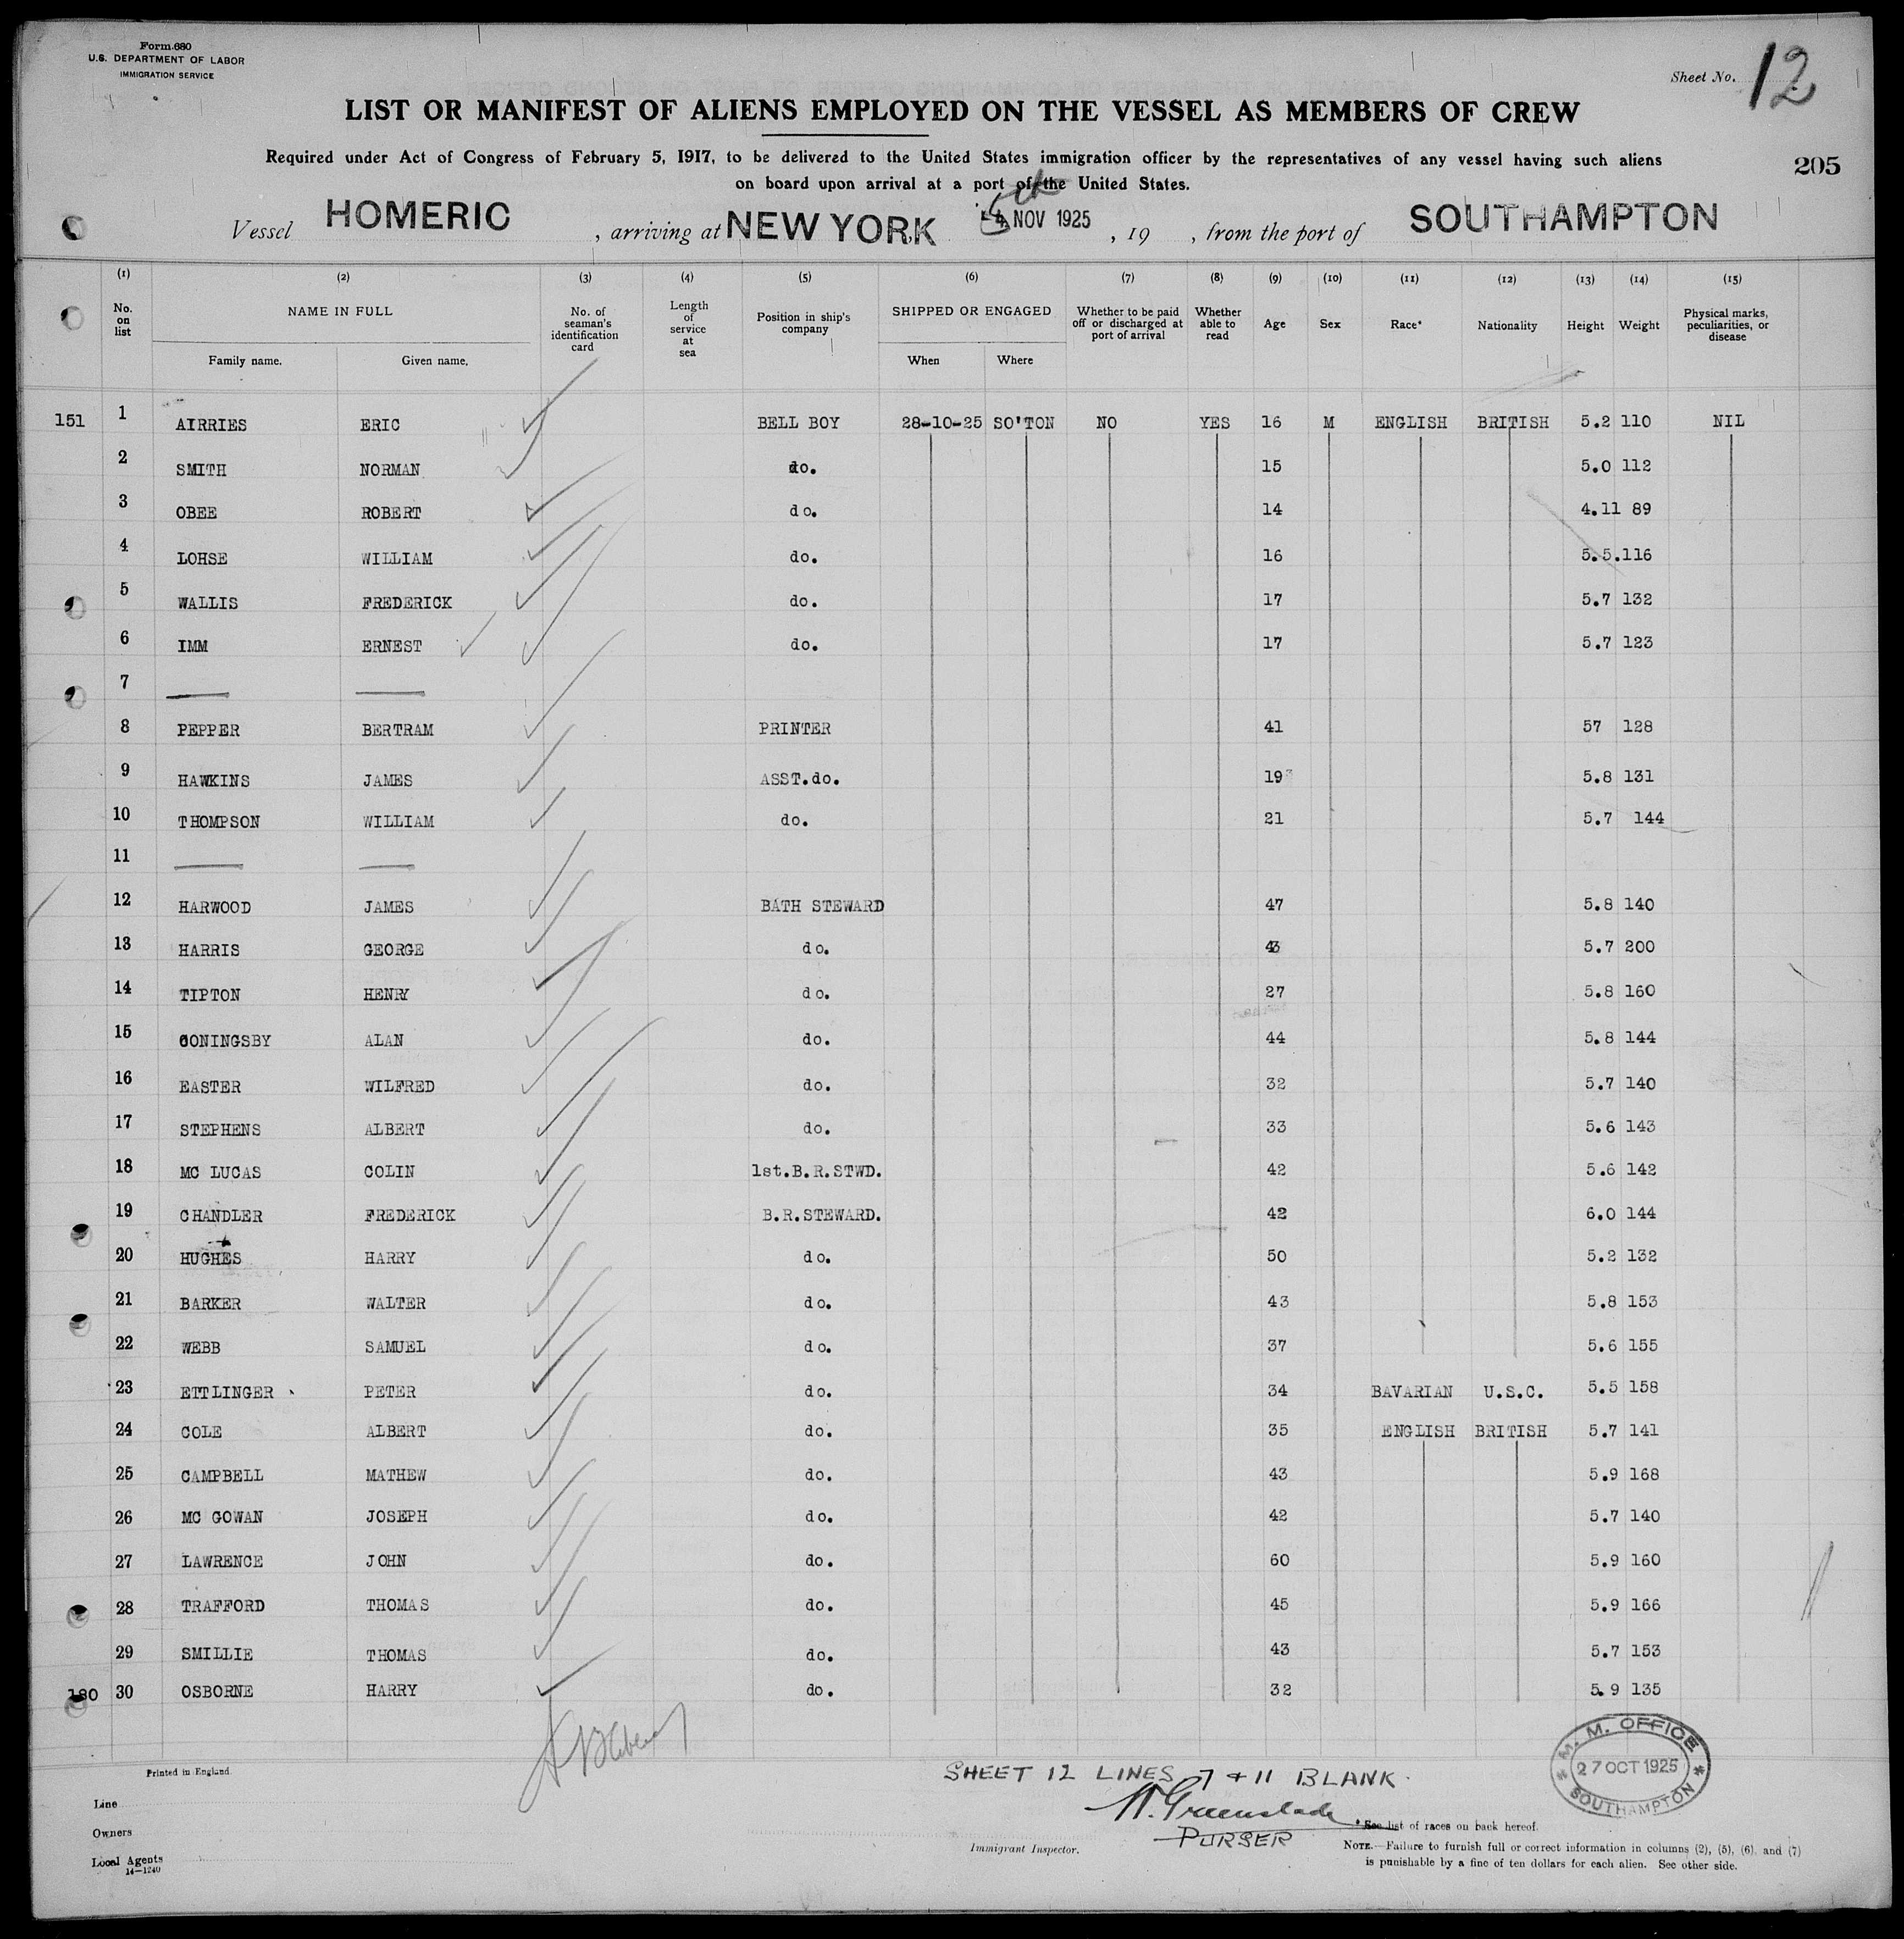 Form 680
U.S. DEPARTMENT OF LABOR
IMMIGRATION SERVICE
Sheet No. 12
LIST OR MANIFEST OF ALIENS EMPLOYED ON THE VESSEL AS MEMBERS OF CREW
Required under Act of Congress of February 5, 1917, to be delivered to the United States immigration officer by the representatives of any vessel having such aliens
on board upon arrival at a port of the United States.
205
Vessel HOMERIC, arriving at NEW YORK NOV 1925, 19 , from the port of SOUTHAMPTON
(1) (2) (3) (4) (5) (6) (7) (8) (9) (10) (11) (12) (13) (14) (15)
No. on list NAME IN FULL No. of seaman's identification card Length of service at sea Position in ship's company SHIPPED OR ENGAGED Whether to be paid off or discharged at port of arrival Whether able to read Age Sex Race* Nationality Height Weight Physical marks, peculiarities, or disease
Family name. Given name. When Where
151 1 AIRRIES ERIC BELL BOY 28-10-25 SO'TON NO YES 16 M ENGLISH BRITISH 5.2 110 NIL
2 SMITH NORMAN do. 15 5.0 112
3 OBEE ROBERT do. 14 4.11 89
4 LOHSE WILLIAM do. 16 5.5.116
5 WALLIS FREDERICK do. 17 5.7 132
6 IMM ERNEST do. 17 5.7 123
7
8 PEPPER BERTRAM PRINTER 41 57 128
9 HAWKINS JAMES ASST.do. 19 5.8 131
10 THOMPSON WILLIAM do. 21 5.7 144
11
12 HARWOOD JAMES BATH STEWARD 47 5.8 140
13 HARRIS GEORGE do. 43 5.7 200
14 TIPTON HENRY do. 27 5.8 160
15 CONINGSBY ALAN do. 44 5.8 144
16 EASTER WILFRED do. 32 5.7 140
17 STEPHENS ALBERT do. 33 5.6 143
18 MC LUCAS COLIN 1st.B.R.STWD. 42 5.6 142
19 CHANDLER FREDERICK B.R.STEWARD. 42 6.0 144
20 HUGHES HARRY do. 50 5.2 132
21 BARKER WALTER do. 43 5.8 153
22 WEBB SAMUEL do. 37 5.6 155
23 ETTLINGER PETER do. 34 BAVARIAN U.S.C. 5.5 158
24 COLE ALBERT do. 35 ENGLISH BRITISH 5.7 141
25 CAMPBELL MATHEW do. 43 5.9 168
26 MC GOWAN JOSEPH do. 42 5.7 140
27 LAWRENCE JOHN do. 60 5.9 160
28 TRAFFORD THOMAS do. 45 5.9 166
29 SMILLIE THOMAS do. 43 5.7 153
180 30 OSBORNE HARRY do. 32 5.9 135
Printed in England.
SHEET 12 LINES 7 + 11 BLANK.
M. M. OFFICE
27 OCT 1925
SOUTHAMPTON
Line
Owners
Local Agents
14-1240
W. Greenslade
PURSER
Immigrant Inspector.
* See list of races on back hereof.
NOTE.—Failure to furnish full or correct information in columns (2), (5), (6), and (7)
is punishable by a fine of ten dollars for each alien. See other side.